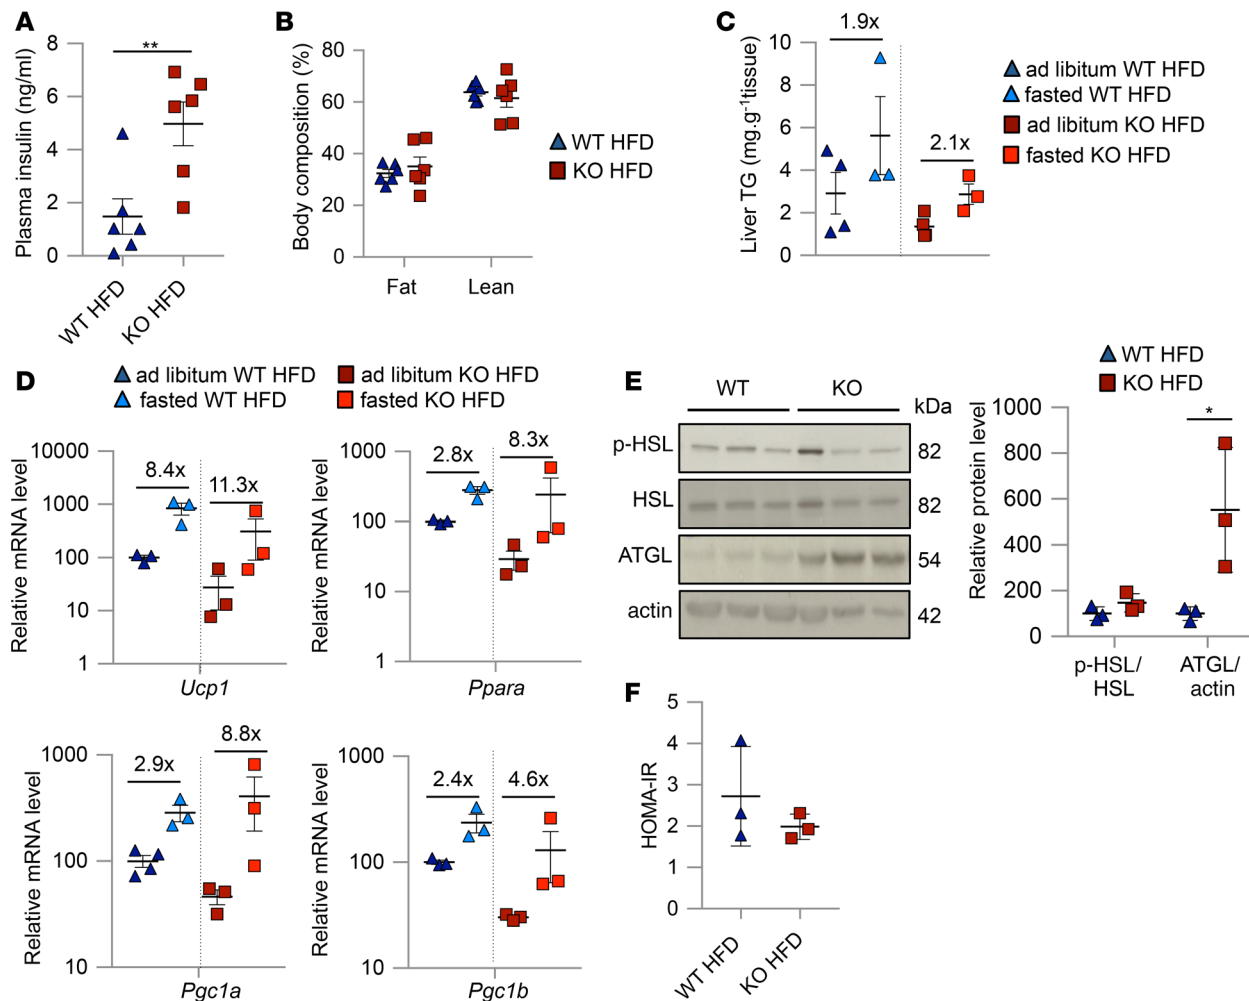 A
Plasma insulin (ng/ml)
8
6
4
2
0
**
WT HFD
KO HFD
B
Body composition (%)
80
60
40
20
0
Fat
Lean
WT HFD
KO HFD
C
Liver TG (mg.g-1tissue)
10
8
6
4
2
0
1.9x
2.1x
ad libitum WT HFD
fasted WT HFD
ad libitum KO HFD
fasted KO HFD
D
ad libitum WT HFD
fasted WT HFD
ad libitum KO HFD
fasted KO HFD
Relative mRNA level
10000
1000
100
10
1
8.4x
11.3x
Ucp1
Relative mRNA level
1000
100
10
1
2.8x
8.3x
Ppara
Relative mRNA level
1000
100
10
2.9x
8.8x
Pgc1a
Relative mRNA level
1000
100
10
2.4x
4.6x
Pgc1b
E
WT
KO
kDa
p-HSL
82
HSL
82
ATGL
54
actin
42
WT HFD
KO HFD
Relative protein level
1000
800
600
400
200
0
*
p-HSL/
HSL
ATGL/
actin
F
HOMA-IR
5
4
3
2
1
0
WT HFD
KO HFD